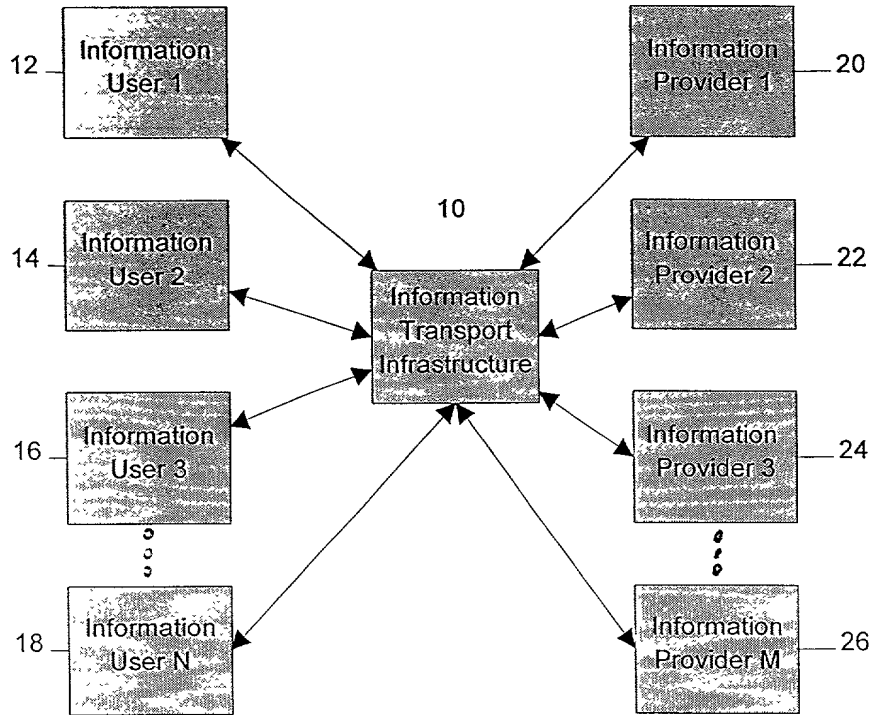 12
Information
User 1
Information
Provider 1
20
10
14
Information
User 2
Information
Provider 2
22
Information
Transport
Infrastructure
16
Information
User 3
Information
Provider 3
24
18
Information
User N
Information
Provider M
26